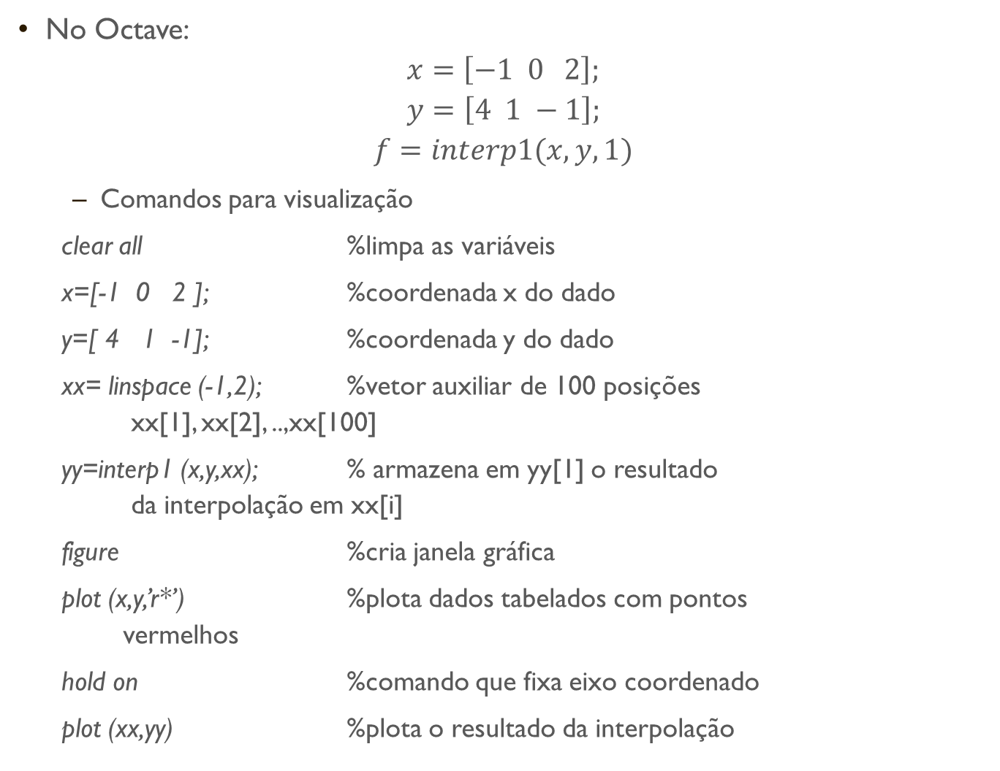 • No Octave:
x = [−1 0 2];
y = [4 1 − 1];
f = interp1(x, y, 1)
– Comandos para visualização
clear all %limpa as variáveis
x=[-1 0 2 ]; %coordenada x do dado
y=[ 4 1 -1]; %coordenada y do dado
xx= linspace (-1,2); %vetor auxiliar de 100 posições
xx[1], xx[2], ..,xx[100]
yy=interp1 (x,y,xx); % armazena em yy[1] o resultado
da interpolação em xx[i]
figure %cria janela gráfica
plot (x,y,’r*’) %plota dados tabelados com pontos
vermelhos
hold on %comando que fixa eixo coordenado
plot (xx,yy) %plota o resultado da interpolação